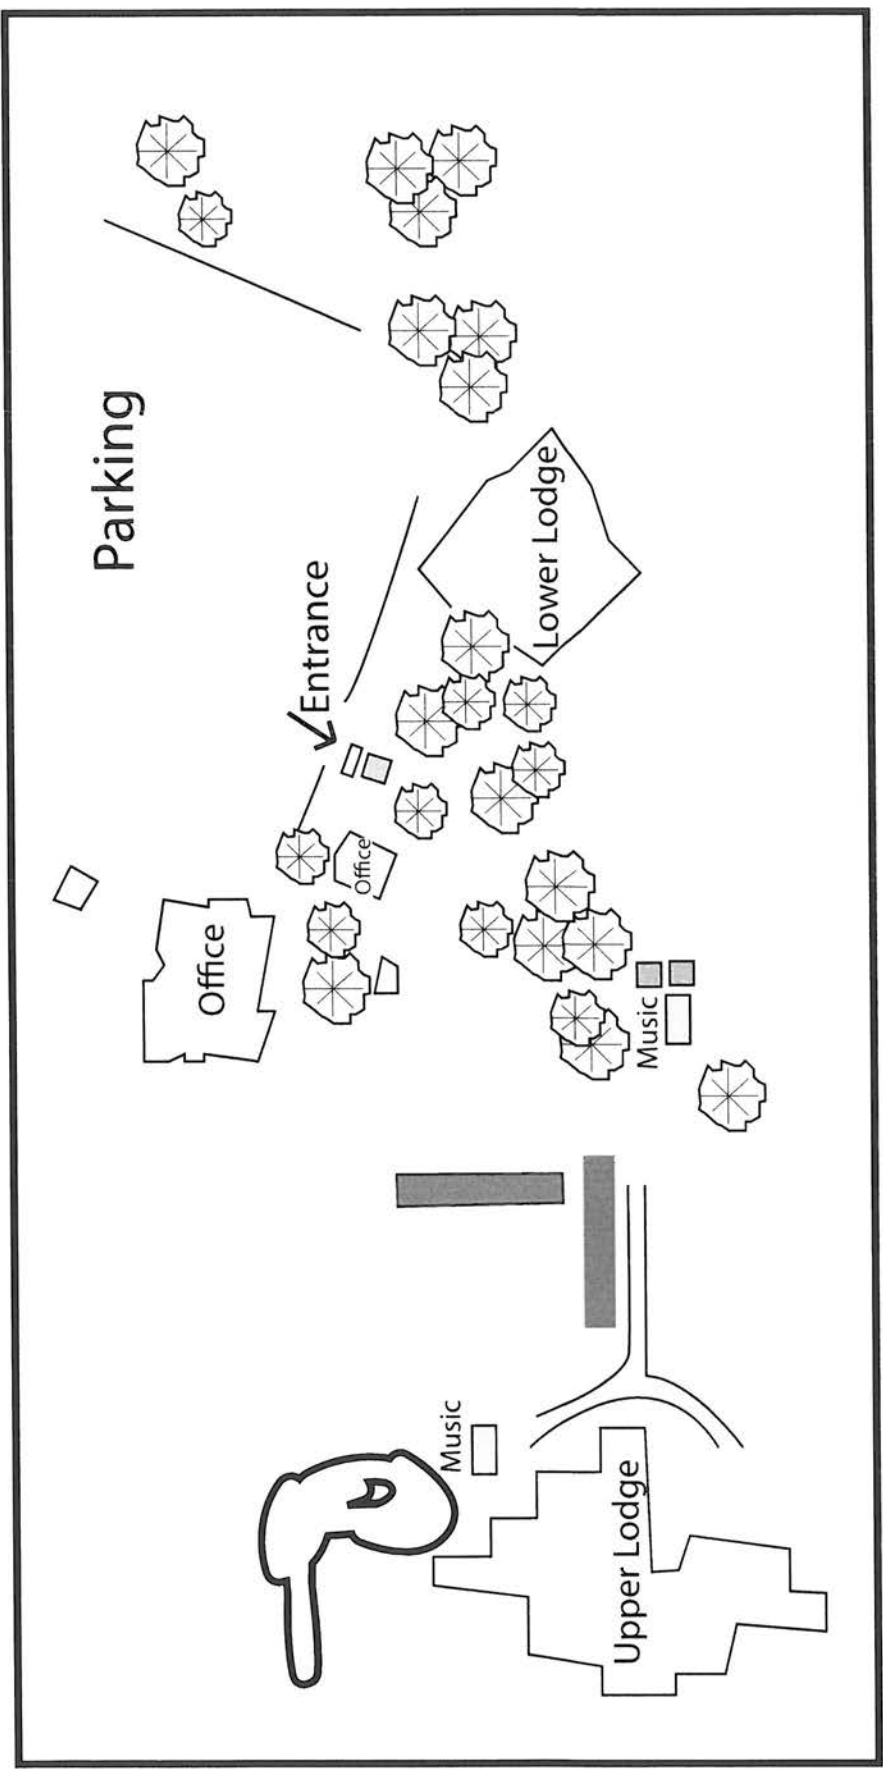 Parking
Entrance
Lower Lodge
Office
Office
Music
Music
Upper Lodge